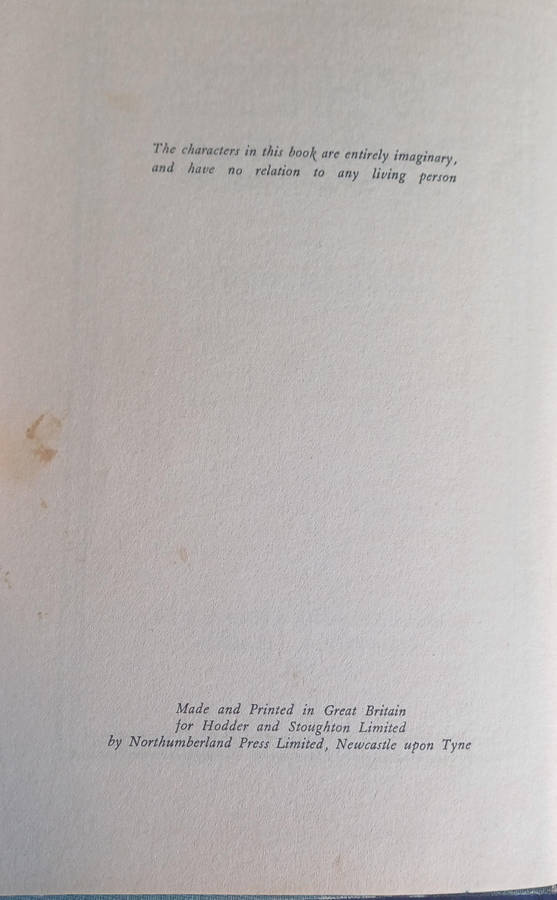 The characters in this book are entirely imaginary,
and have no relation to any living person
Made and Printed in Great Britain
for Hodder and Stoughton Limited
by Northumberland Press Limited, Newcastle upon Tyne